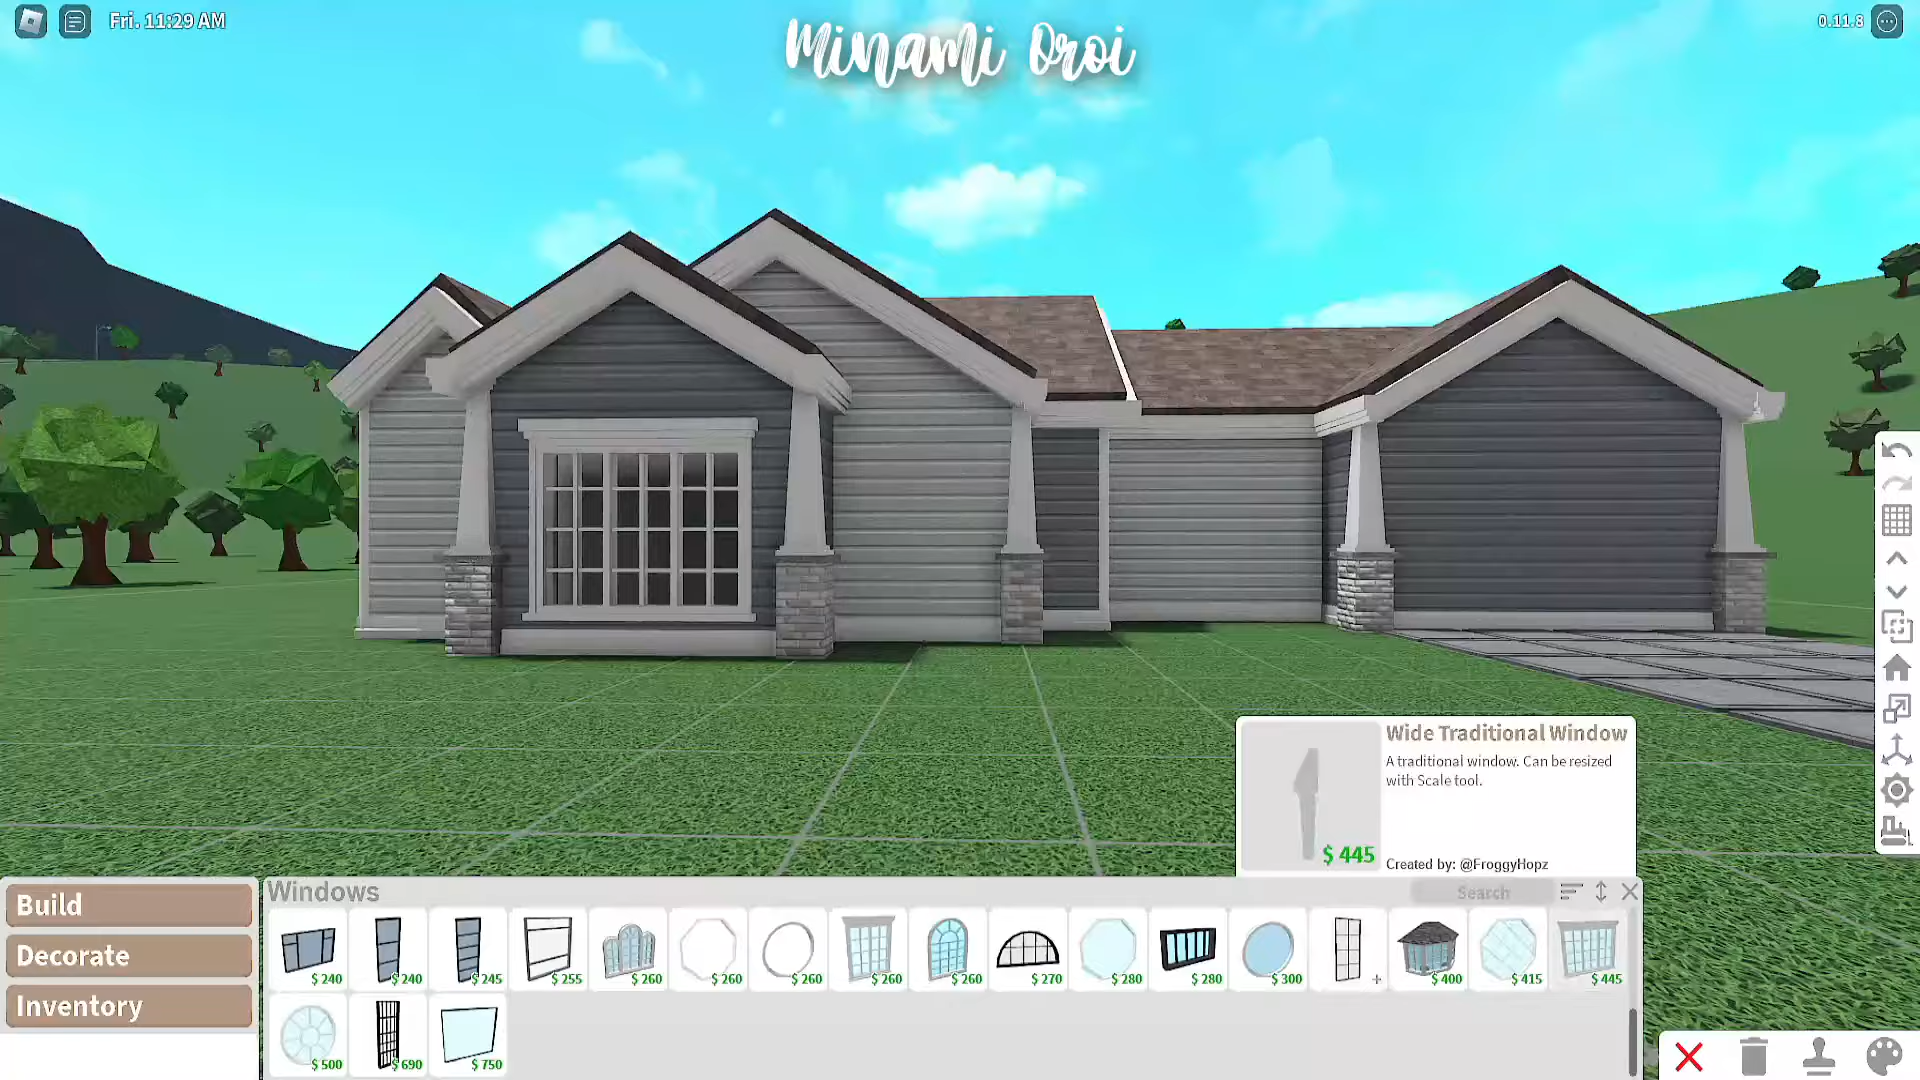 Fri. 11:29 AM
Minami Oroi
0.11.8
Wide Traditional Window
A traditional window. Can be resized
with Scale tool.
$ 445
Created by: @FroggyHopz
Build
Decorate
Inventory
Windows
Search
$ 240
$ 240
$ 245
$ 255
$ 260
$ 260
$ 260
$ 260
$ 260
$ 270
$ 280
$ 280
$ 300
+
$ 400
$ 415
$ 445
$ 500
$ 690
$ 750